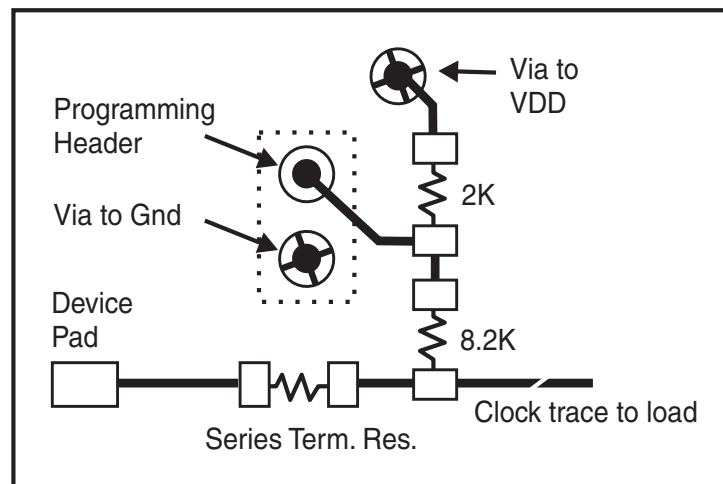 Via to
VDD
Programming
Header
2K
Via to Gnd
Device
Pad
8.2K
Clock trace to load
Series Term. Res.